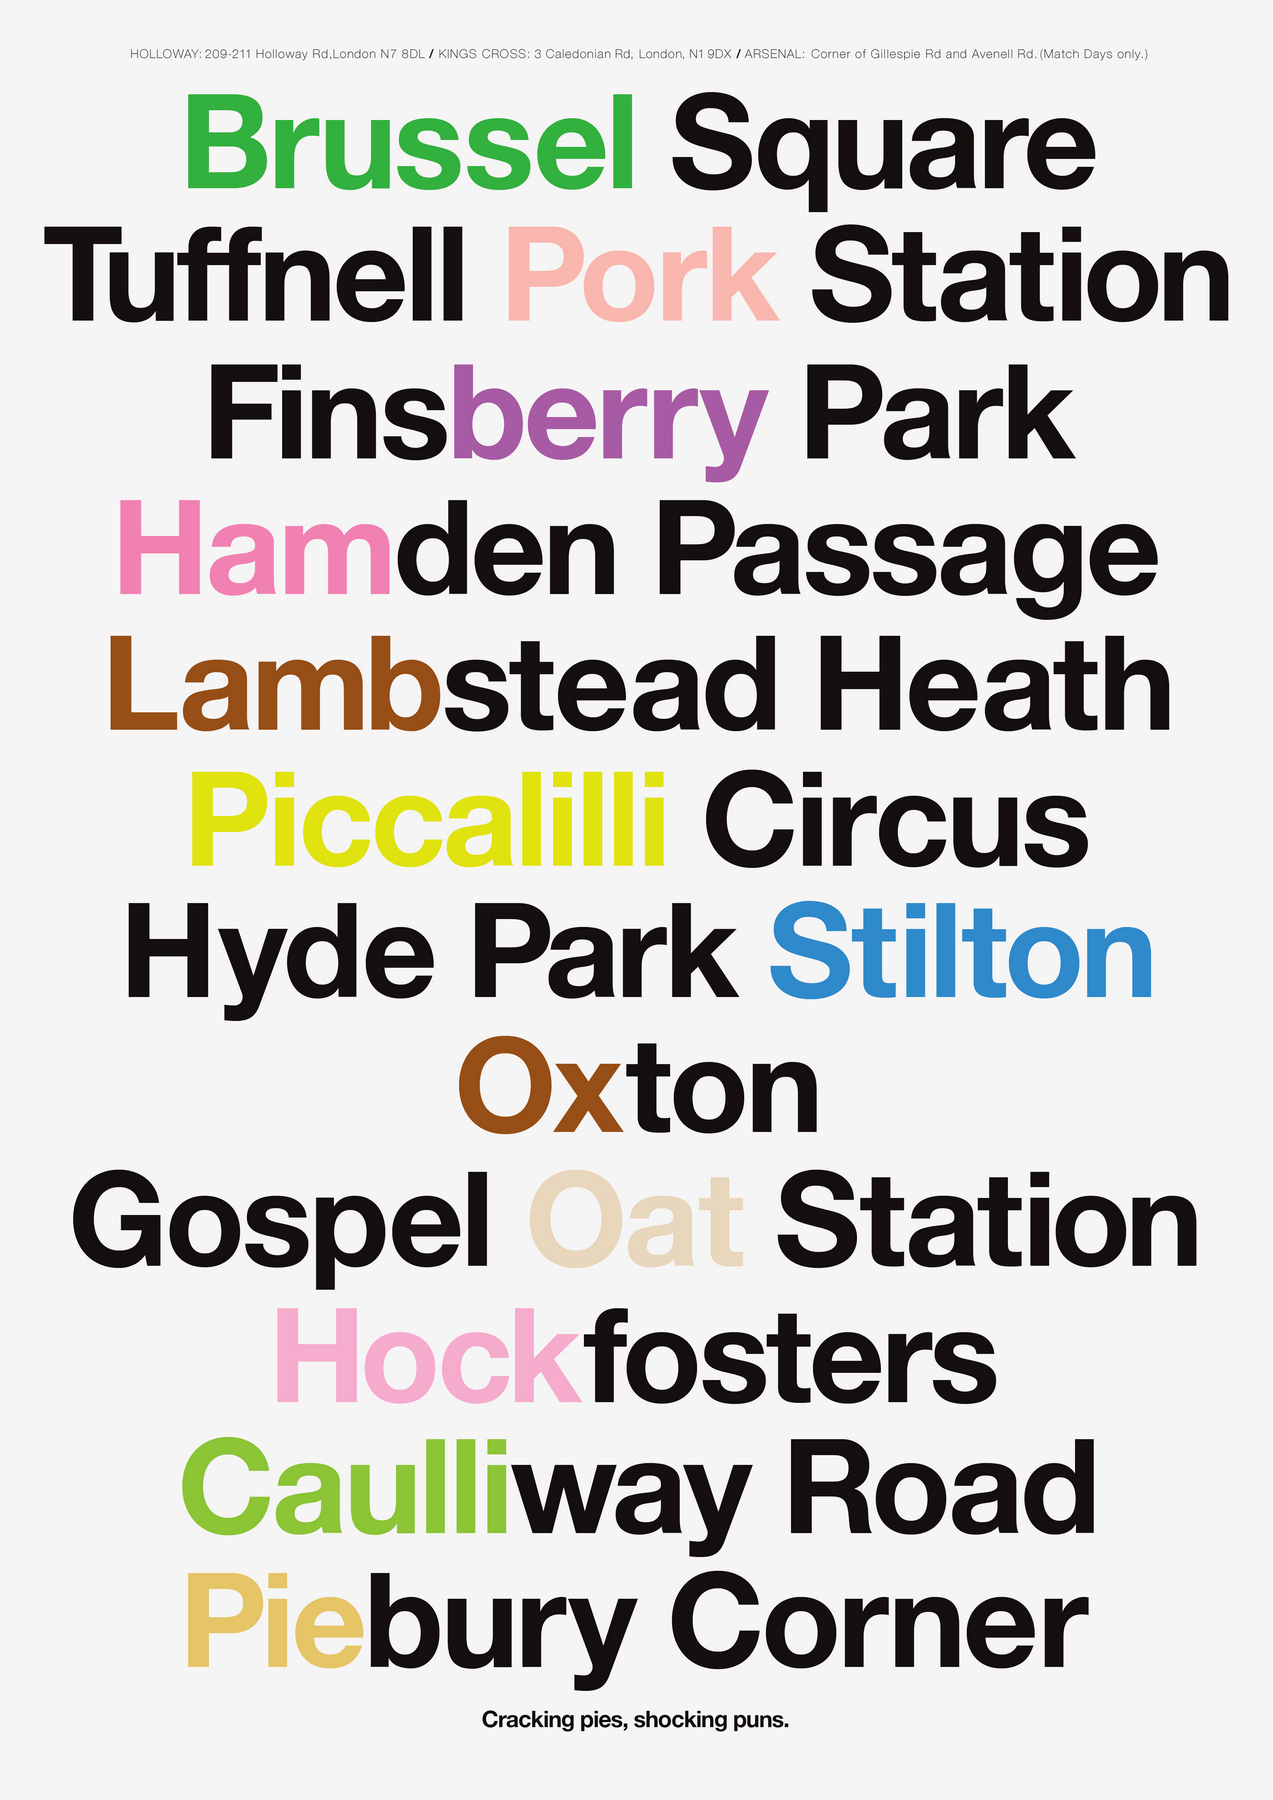 HOLLOWAY: 209-211 Holloway Rd,London N7 8DL / KINGS CROSS: 3 Caledonian Rd, London, N1 9DX / ARSENAL: Corner of Gillespie Rd and Avenell Rd. (Match Days only.)
Brussel Square
Tuffnell Pork Station
Finsberry Park
Hamden Passage
Lambstead Heath
Piccalilli Circus
Hyde Park Stilton
Oxton
Gospel Oat Station
Hockfosters
Caulliway Road
Piebury Corner
Cracking pies, shocking puns.